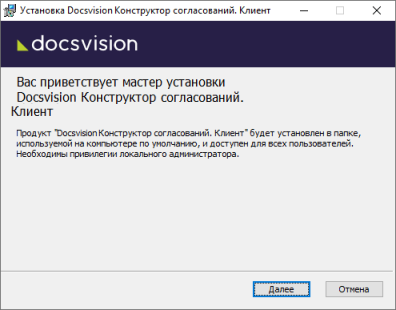 Установка Docsvision Конструктор согласований. Клиент
docsvision
Вас приветствует мастер установки
Docsvision Конструктор согласований.
Клиент
Продукт "Docsvision Конструктор согласований. Клиент" будет установлен в папке,
используемой на компьютере по умолчанию, и доступен для всех пользователей.
Необходимы привилегии локального администратора.
Далее
Отмена